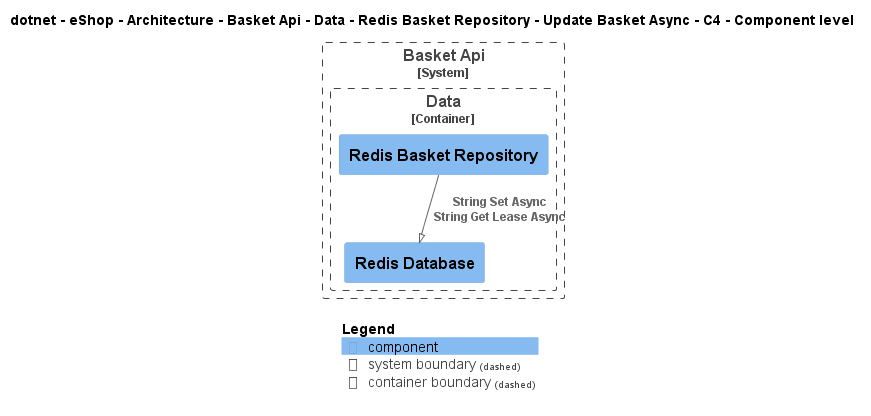 dotnet - eShop - Architecture - Basket Api - Data - Redis Basket Repository - Update Basket Async - C4 - Component level
Basket Api
[System]
Data
[Container]
Redis Basket Repository
String Set Async
String Get Lease Async
Redis Database
Legend
component
system boundary (dashed)
container boundary (dashed)